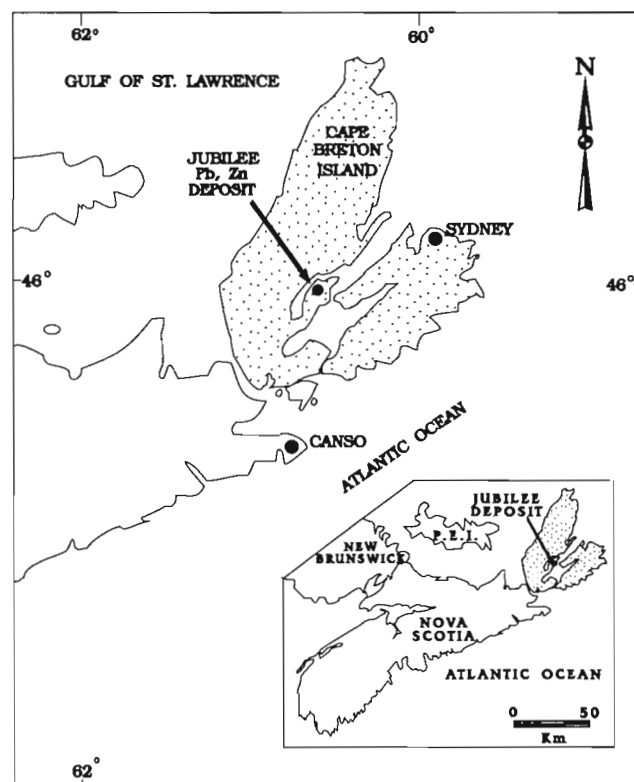 62°
60°
GULF OF ST. LAWRENCE
N
CAPE
BRETON
ISLAND
JUBILEE
Pb, Zn
DEPOSIT
SYDNEY
46°
46°
CANSO
ATLANTIC OCEAN
JUBILEE
DEPOSIT
P.E.I.
NEW
BRUNSWICK
NOVA
SCOTIA
ATLANTIC OCEAN
0 50
Km
62°